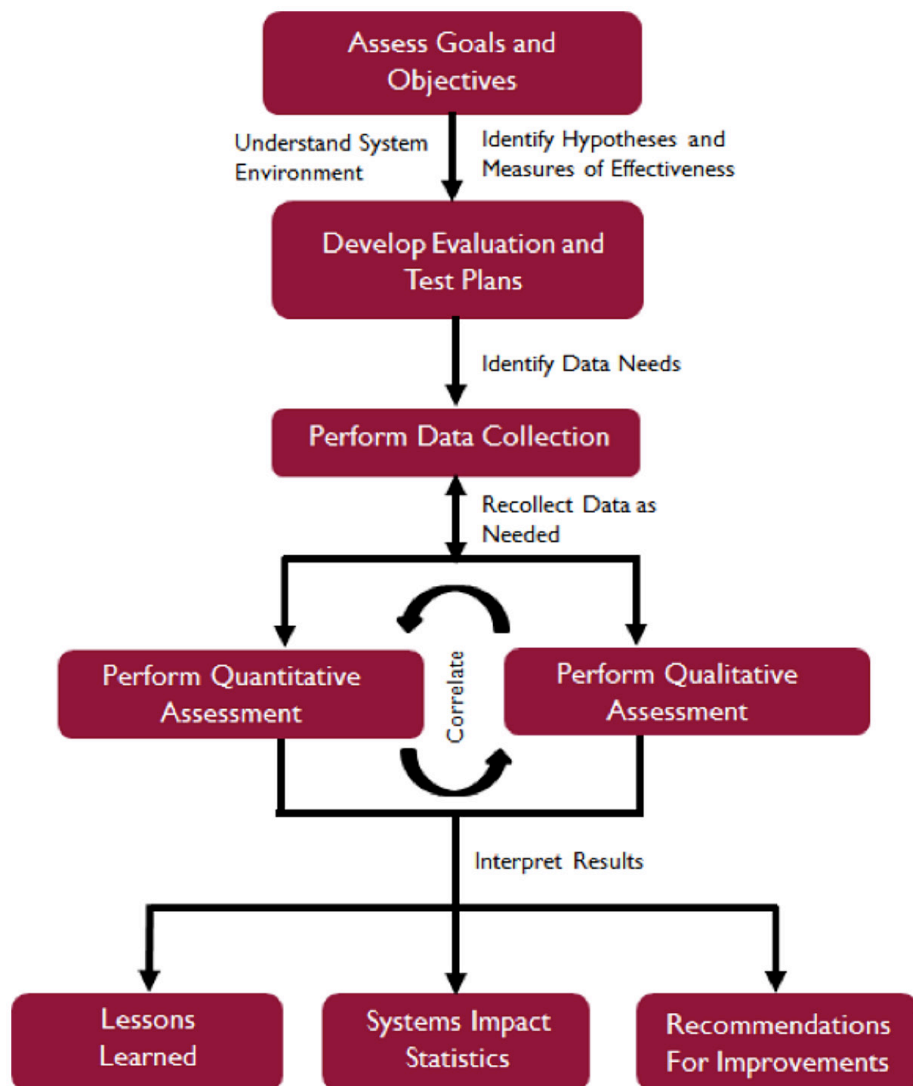 Assess Goals and
Objectives
Understand System
Environment
Identify Hypotheses and
Measures of Effectiveness
Develop Evaluation and
Test Plans
Identify Data Needs
Perform Data Collection
Recollect Data as
Needed
Perform Quantitative
Assessment
Correlate
Perform Qualitative
Assessment
Interpret Results
Lessons
Learned
Systems Impact
Statistics
Recommendations
For Improvements